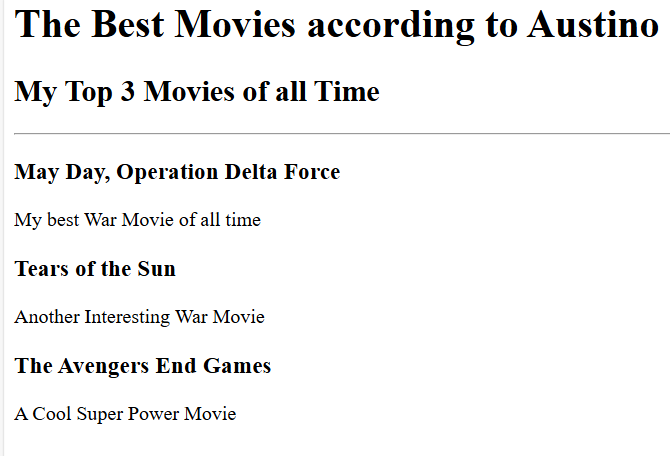 The Best Movies according to Austino
My Top 3 Movies of all Time
May Day, Operation Delta Force
My best War Movie of all time
Tears of the Sun
Another Interesting War Movie
The Avengers End Games
A Cool Super Power Movie